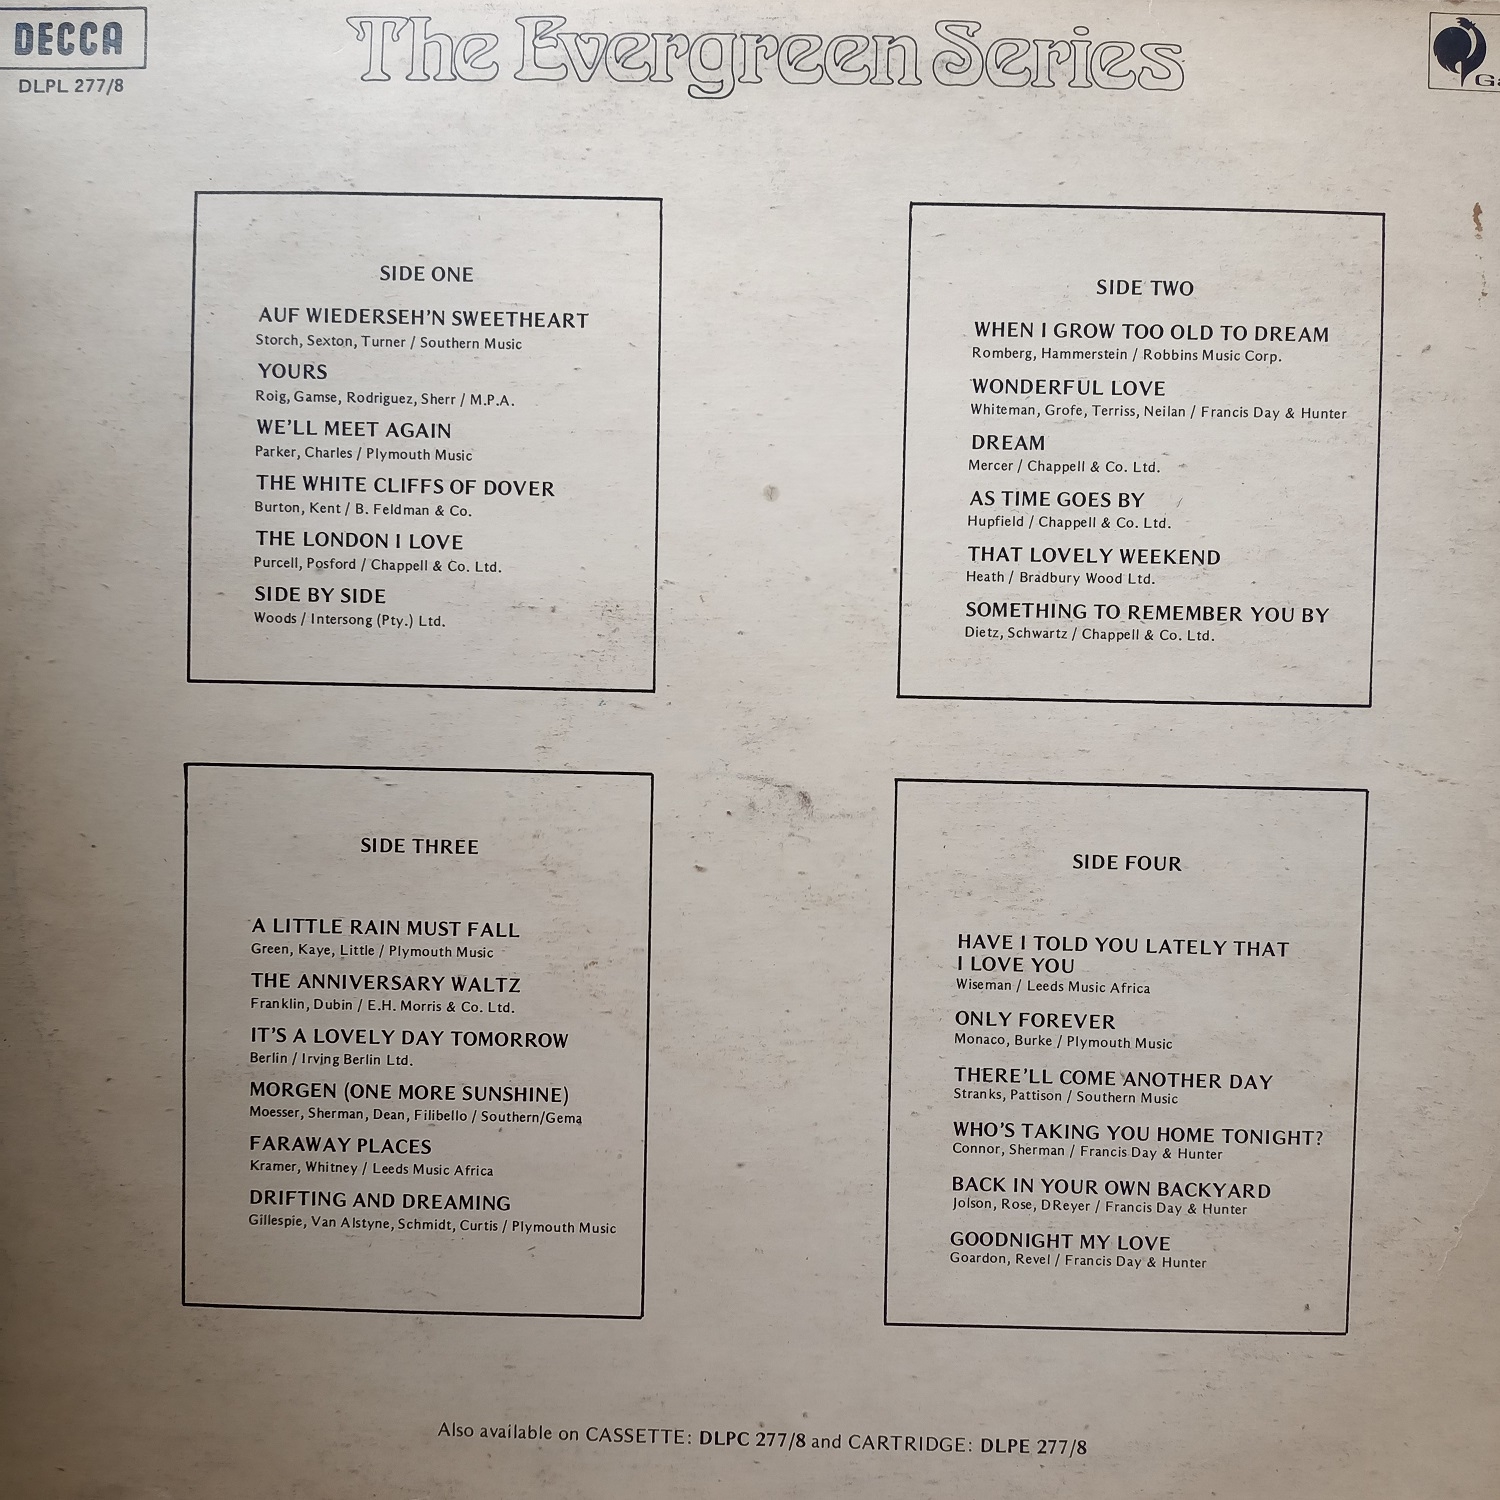 DECCA
DLPL 277/8
The Evergreen Series
SIDE ONE
AUF WIEDERSEH'N SWEETHEART
Storch, Sexton, Turner / Southern Music
YOURS
Roig, Gamse, Rodriguez, Sherr / M.P.A.
WE'LL MEET AGAIN
Parker, Charles / Plymouth Music
THE WHITE CLIFFS OF DOVER
Burton, Kent / B. Feldman & Co.
THE LONDON I LOVE
Purcell, Posford / Chappell & Co. Ltd.
SIDE BY SIDE
Woods / Intersong (Pty.) Ltd.
SIDE TWO
WHEN I GROW TOO OLD TO DREAM
Romberg, Hammerstein / Robbins Music Corp.
WONDERFUL LOVE
Whiteman, Grofe, Terriss, Neilan / Francis Day & Hunter
DREAM
Mercer / Chappell & Co. Ltd.
AS TIME GOES BY
Hupfield / Chappell & Co. Ltd.
THAT LOVELY WEEKEND
Heath / Bradbury Wood Ltd.
SOMETHING TO REMEMBER YOU BY
Dietz, Schwartz / Chappell & Co. Ltd.
SIDE THREE
A LITTLE RAIN MUST FALL
Green, Kaye, Little / Plymouth Music
THE ANNIVERSARY WALTZ
Franklin, Dubin / E.H. Morris & Co. Ltd.
IT'S A LOVELY DAY TOMORROW
Berlin / Irving Berlin Ltd.
MORGEN (ONE MORE SUNSHINE)
Moesser, Sherman, Dean, Filibello / Southern/Gema
FARAWAY PLACES
Kramer, Whitney / Leeds Music Africa
DRIFTING AND DREAMING
Gillespie, Van Alstyne, Schmidt, Curtis / Plymouth Music
SIDE FOUR
HAVE I TOLD YOU LATELY THAT
I LOVE YOU
Wiseman / Leeds Music Africa
ONLY FOREVER
Monaco, Burke / Plymouth Music
THERE'LL COME ANOTHER DAY
Stranks, Pattison / Southern Music
WHO'S TAKING YOU HOME TONIGHT?
Connor, Sherman / Francis Day & Hunter
BACK IN YOUR OWN BACKYARD
Jolson, Rose, DReyer / Francis Day & Hunter
GOODNIGHT MY LOVE
Goardon, Revel / Francis Day & Hunter
Also available on CASSETTE: DLPC 277/8 and CARTRIDGE: DLPE 277/8